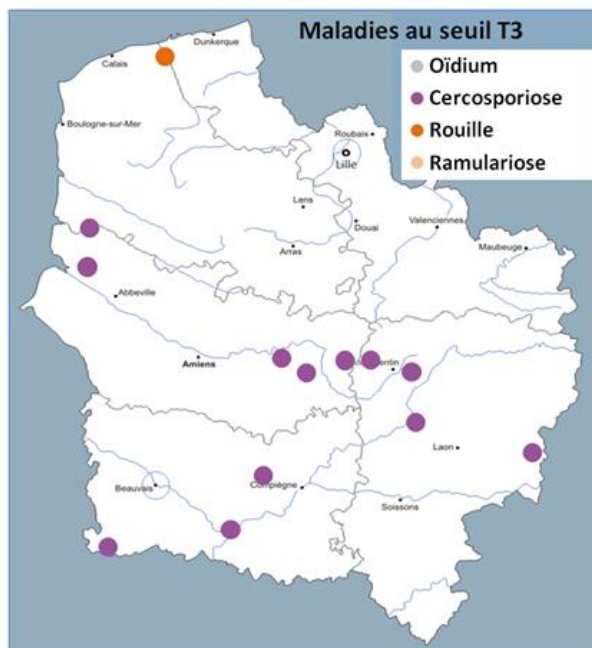 Maladies au seuil T3
Oïdium
Cercosporiose
Rouille
Ramulariose
Dunkerque
Calais
Boulogne-sur-Mer
Roubaix
Lille
Lens
Douai
Valenciennes
Maubeuge
Arras
Abbeville
Amiens
Laon
Beauvais
Compiègne
Soissons